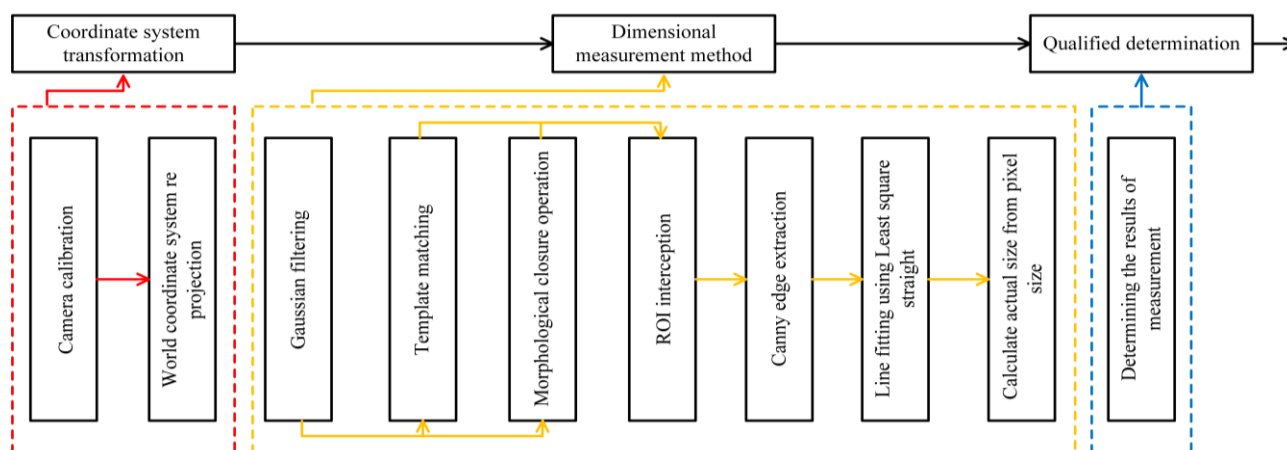 Coordinate system
transformation
Dimensional
measurement method
Qualified determination
Camera calibration
World coordinate system re
projection
Gaussian filtering
Template matching
Morphological closure operation
ROI interception
Canny edge extraction
Line fitting using Least square
straight
Calculate actual size from pixel
size
Determining the results of
measurement